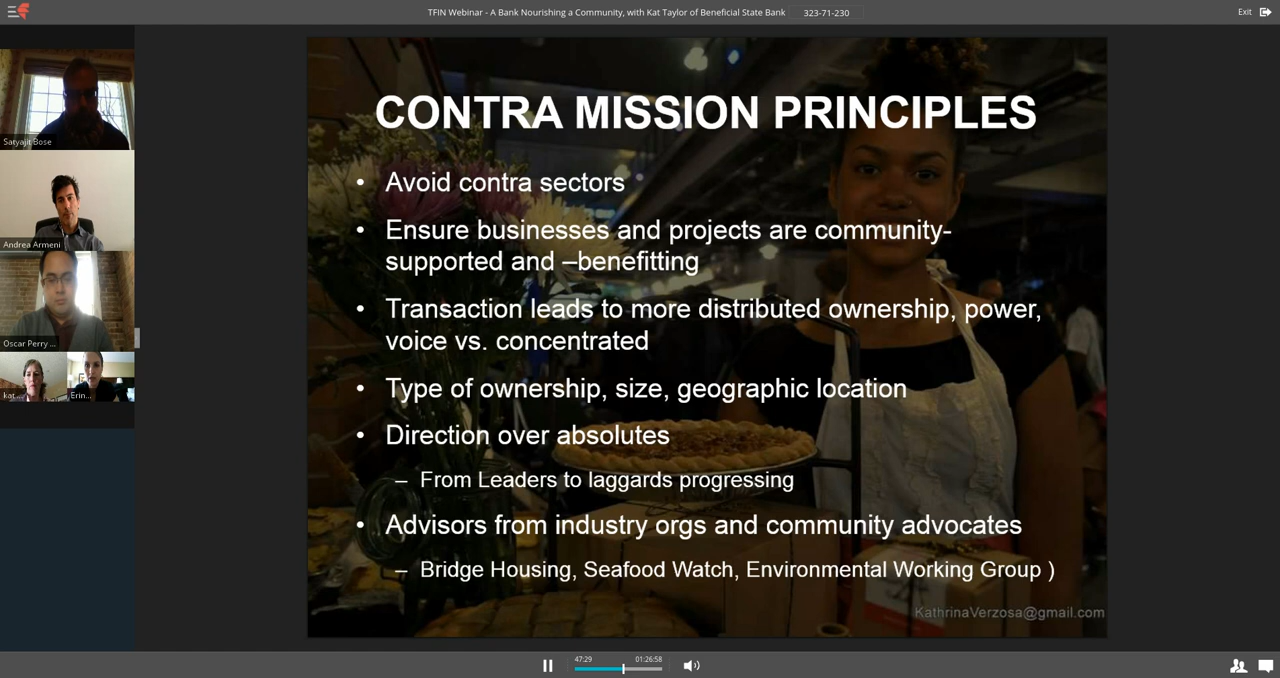 TFIN Webinar - A Bank Nourishing a Community, with Kat Taylor of Beneficial State Bank 323-71-230
Exit
Satyajit Bose
Andrea Armeni
Oscar Perry ...
kat...
Erin...
CONTRA MISSION PRINCIPLES
• Avoid contra sectors
• Ensure businesses and projects are community-
supported and –benefitting
• Transaction leads to more distributed ownership, power,
voice vs. concentrated
• Type of ownership, size, geographic location
• Direction over absolutes
– From Leaders to laggards progressing
• Advisors from industry orgs and community advocates
– Bridge Housing, Seafood Watch, Environmental Working Group )
KathrinaVerzosa@gmail.com
47:29
01:26:58